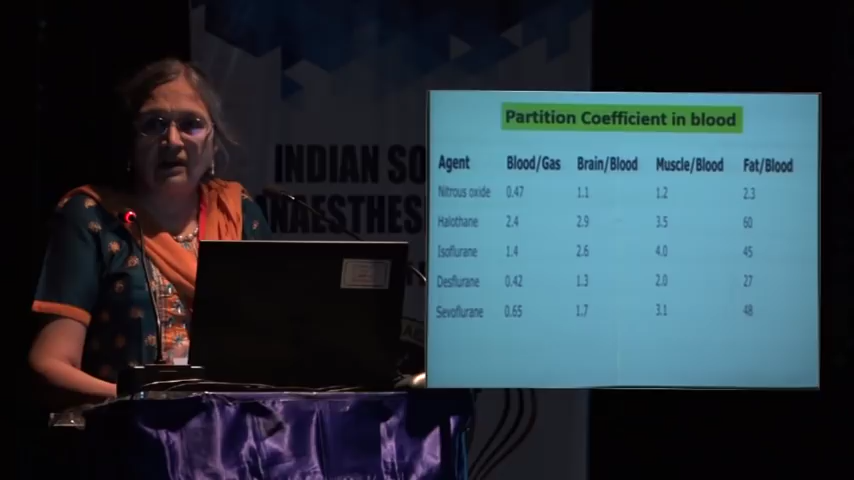 INDIAN SO
ANAESTHES
Partition Coefficient in blood
Agent Blood/Gas Brain/Blood Muscle/Blood Fat/Blood
Nitrous oxide 0.47 1.1 1.2 2.3
Halothane 2.4 2.9 3.5 60
Isoflurane 1.4 2.6 4.0 45
Desflurane 0.42 1.3 2.0 27
Sevoflurane 0.65 1.7 3.1 48